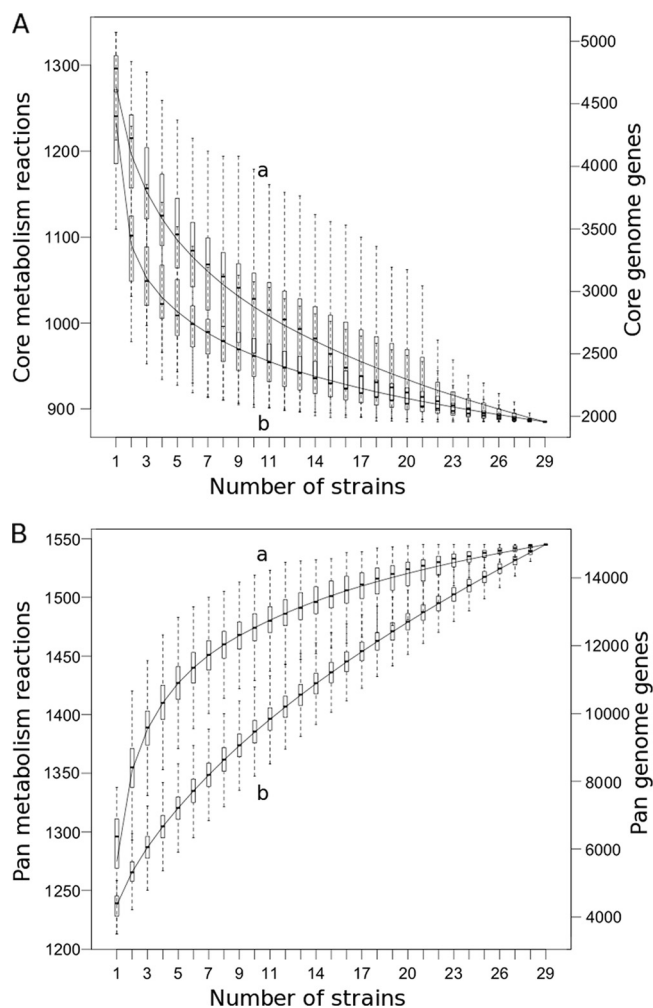 A
Core metabolism reactions
1300
1200
1100
1000
900
a
b
5000
4500
4000
3500
3000
2500
2000
Core genome genes
1 3 5 7 9 11 14 17 20 23 26 29
Number of strains
B
Pan metabolism reactions
1550
1500
1450
1400
1350
1300
1250
1200
a
b
14000
12000
10000
8000
6000
4000
Pan genome genes
1 3 5 7 9 11 14 17 20 23 26 29
Number of strains